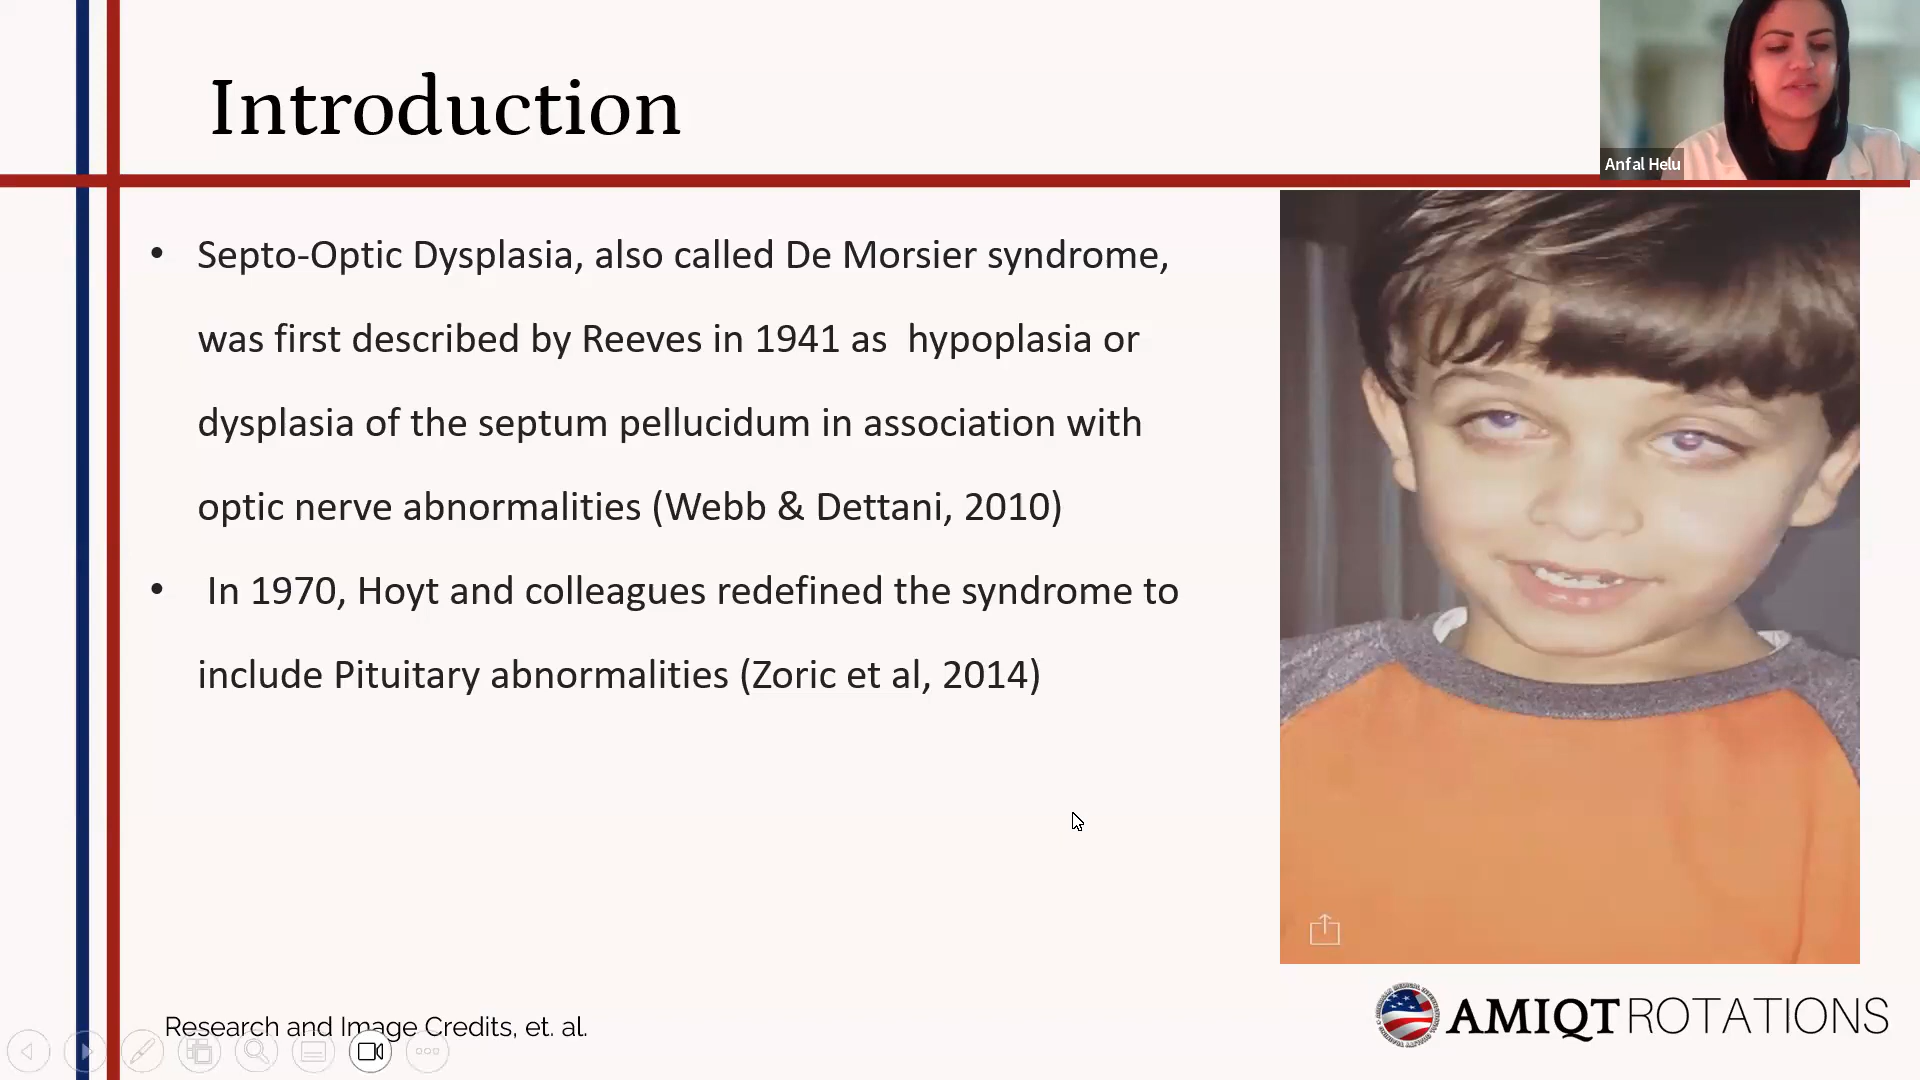 Introduction
Anfal Helu
• Septo-Optic Dysplasia, also called De Morsier syndrome,
was first described by Reeves in 1941 as  hypoplasia or
dysplasia of the septum pellucidum in association with
optic nerve abnormalities (Webb & Dettani, 2010)
•  In 1970, Hoyt and colleagues redefined the syndrome to
include Pituitary abnormalities (Zoric et al, 2014)
Research and Image Credits, et. al.
AMIQT ROTATIONS